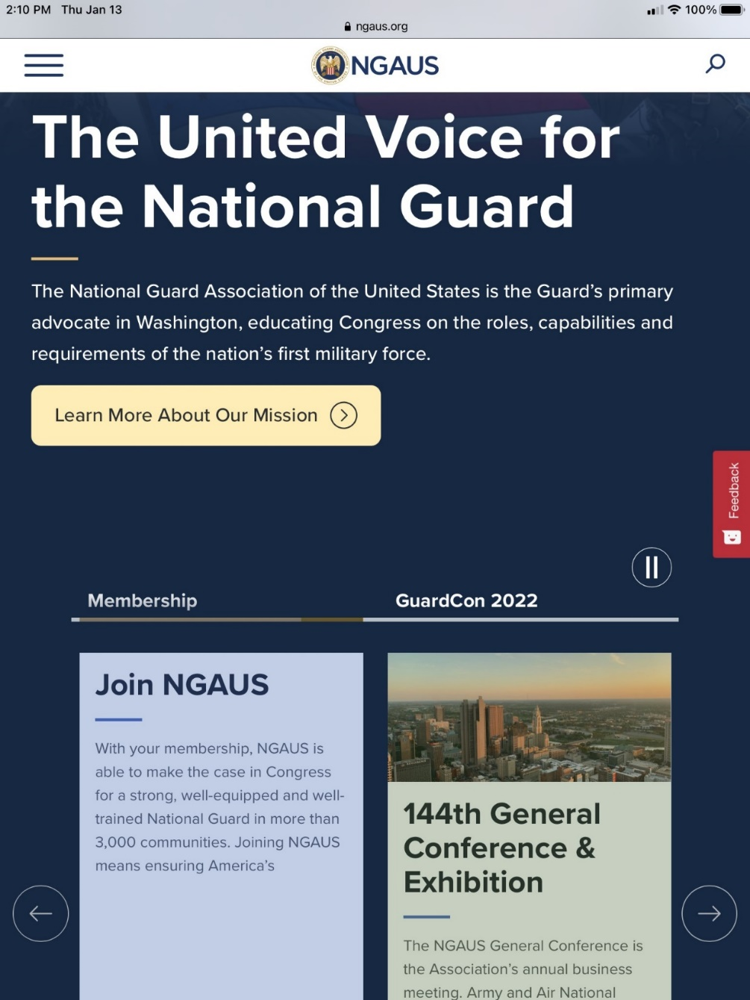 2:10 PM Thu Jan 13
100%
ngaus.org
NGAUS
The United Voice for
the National Guard
The National Guard Association of the United States is the Guard’s primary
advocate in Washington, educating Congress on the roles, capabilities and
requirements of the nation’s first military force.
Learn More About Our Mission
Feedback
Membership
GuardCon 2022
Join NGAUS
With your membership, NGAUS is
able to make the case in Congress
for a strong, well-equipped and well-
trained National Guard in more than
3,000 communities. Joining NGAUS
means ensuring America’s
144th General
Conference &
Exhibition
The NGAUS General Conference is
the Association’s annual business
meeting. Army and Air National